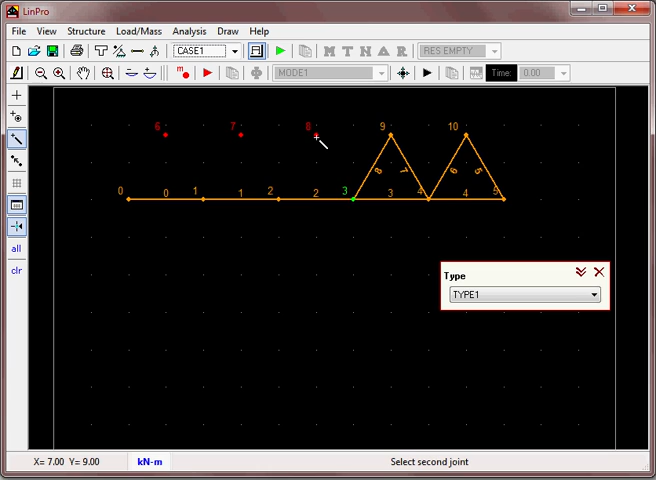 LinPro
File View Structure Load/Mass Analysis Draw Help
CASE1 M T N A R RES EMPTY
m MODE1 Time: 0.00
6 7 8 9 10
8 7 6 5
0 0 1 1 2 2 3 3 4 4 5
all
clr
Type
TYPE1
X= 7.00 Y= 9.00 kN-m Select second joint